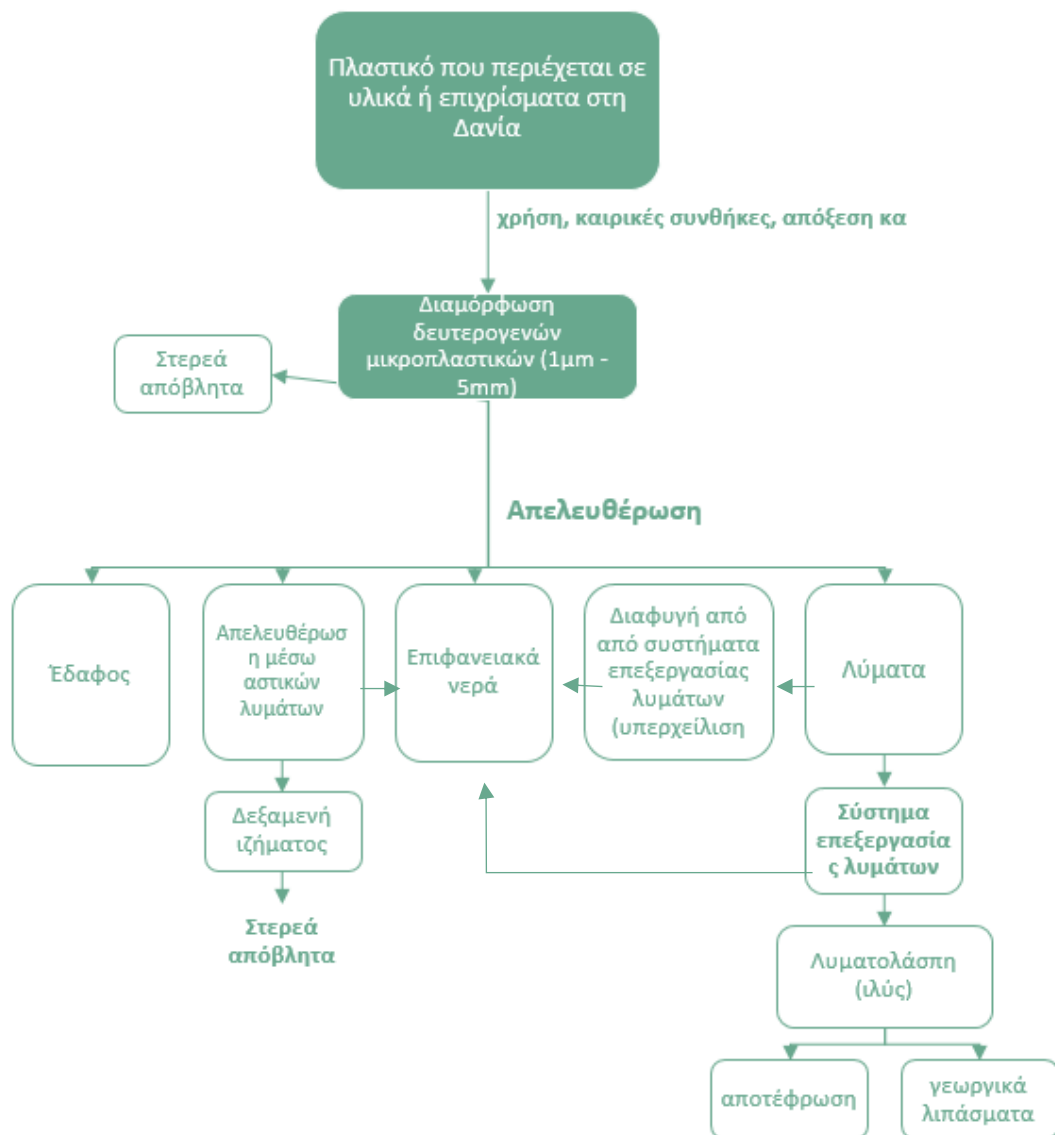 Πλαστικό που περιέχεται σε
υλικά ή επιχρίσματα στη
Δανία
χρήση, καιρικές συνθήκες, απόξεση κα
Διαμόρφωση
δευτερογενών
μικροπλαστικών (1μm -
5mm)
Στερεά
απόβλητα
Απελευθέρωση
Έδαφος
Απελευθέρωσ
η μέσω
αστικών
λυμάτων
Επιφανειακά
νερά
Διαφυγή από
από συστήματα
επεξεργασίας
λυμάτων
(υπερχείλιση
Λύματα
Δεξαμενή
ιζήματος
Στερεά
απόβλητα
Σύστημα
επεξεργασία
ς λυμάτων
Λυματολάσπη
(ιλύς)
αποτέφρωση
γεωργικά
λιπάσματα